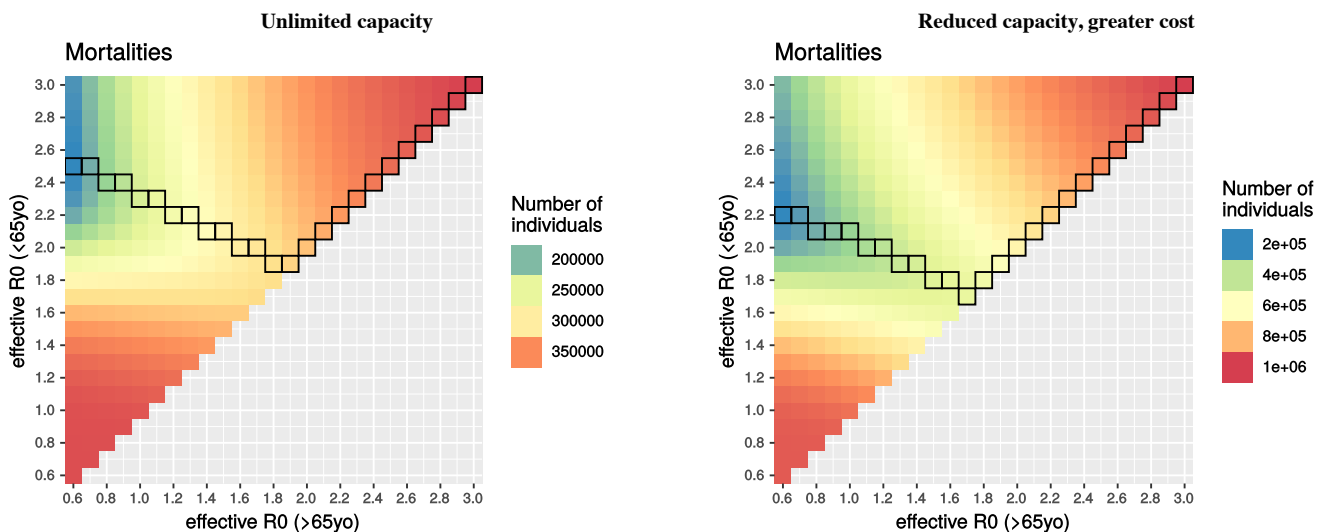 Unlimited capacity
Mortalities
effective R0 (<65yo)
3.0
2.8
2.6
2.4
2.2
2.0
1.8
1.6
1.4
1.2
1.0
0.8
0.6
0.6 0.8 1.0 1.2 1.4 1.6 1.8 2.0 2.2 2.4 2.6 2.8 3.0
effective R0 (>65yo)
Number of
individuals
200000
250000
300000
350000
Reduced capacity, greater cost
Mortalities
effective R0 (<65yo)
3.0
2.8
2.6
2.4
2.2
2.0
1.8
1.6
1.4
1.2
1.0
0.8
0.6
0.6 0.8 1.0 1.2 1.4 1.6 1.8 2.0 2.2 2.4 2.6 2.8 3.0
effective R0 (>65yo)
Number of
individuals
2e+05
4e+05
6e+05
8e+05
1e+06